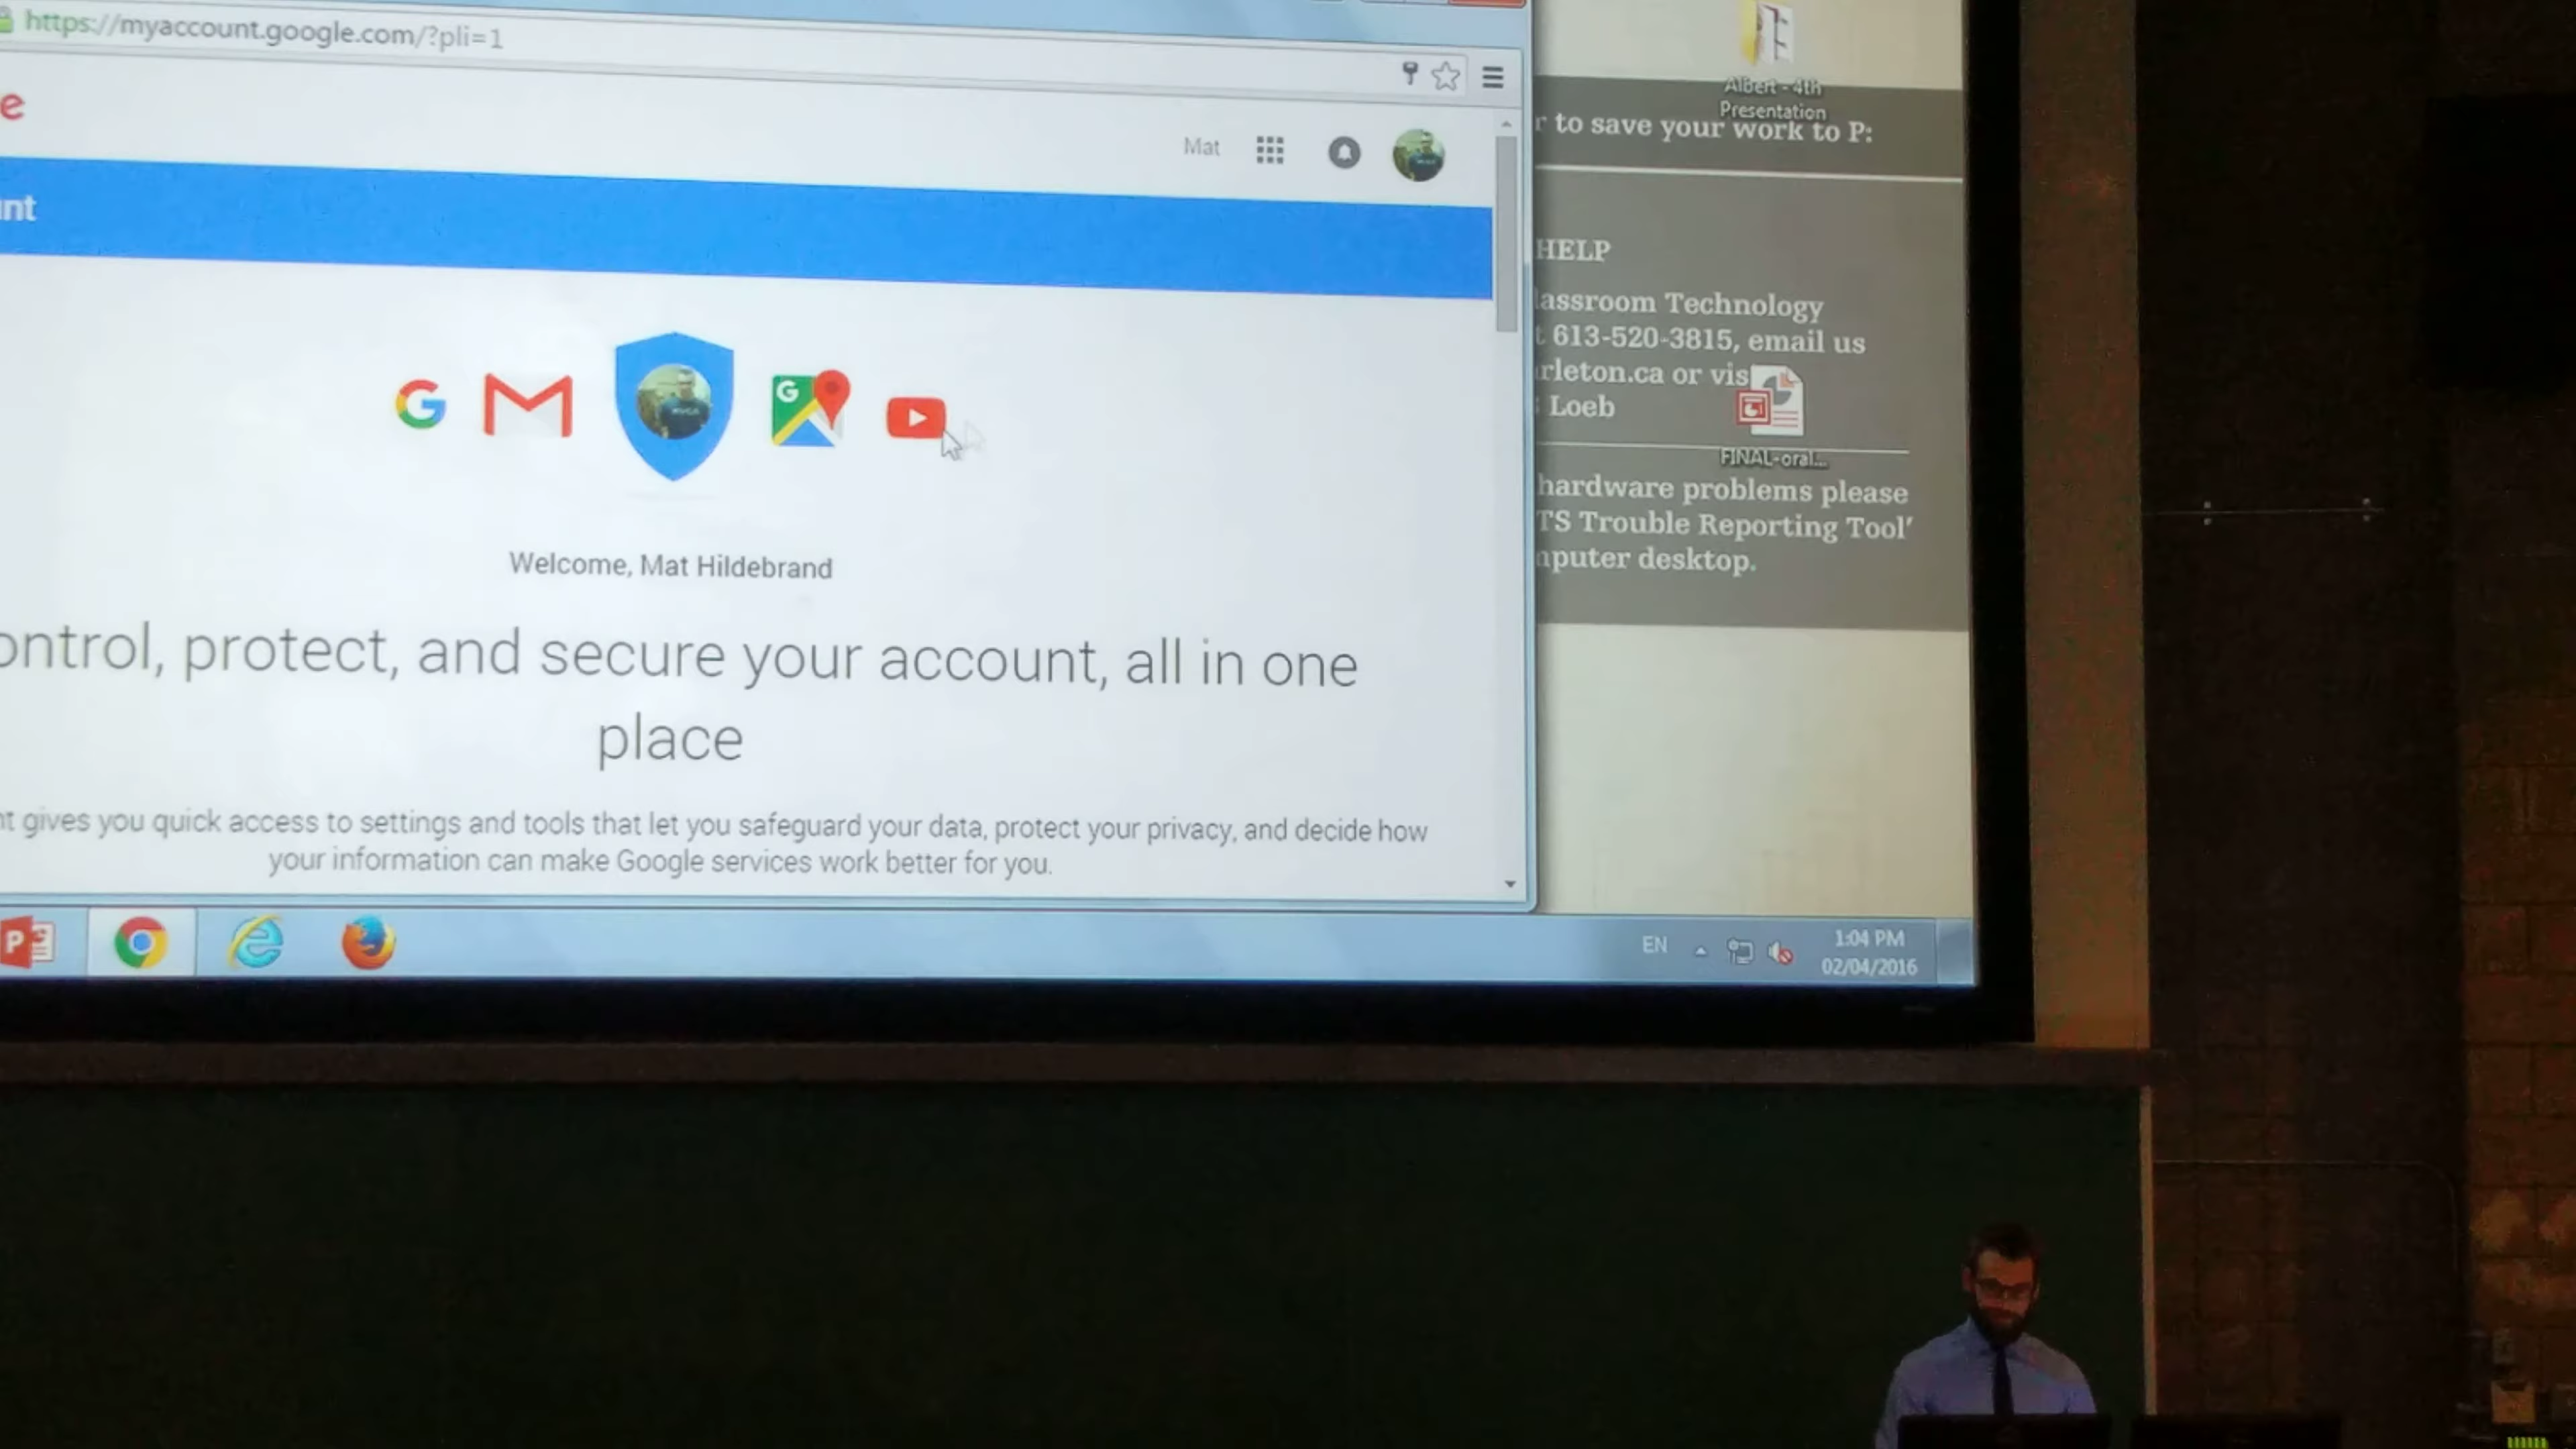 https://myaccount.google.com/?pli=1
e
Mat
nt
G
G
Welcome, Mat Hildebrand
ontrol, protect, and secure your account, all in one
place
nt gives you quick access to settings and tools that let you safeguard your data, protect your privacy, and decide how
your information can make Google services work better for you.
Albert - 4th
Presentation
r to save your work to P:
HELP
lassroom Technology
t 613-520-3815, email us
rleton.ca or vis
Loeb
FINAL-oral...
hardware problems please
TS Trouble Reporting Tool'
mputer desktop.
P
EN
1:04 PM
02/04/2016